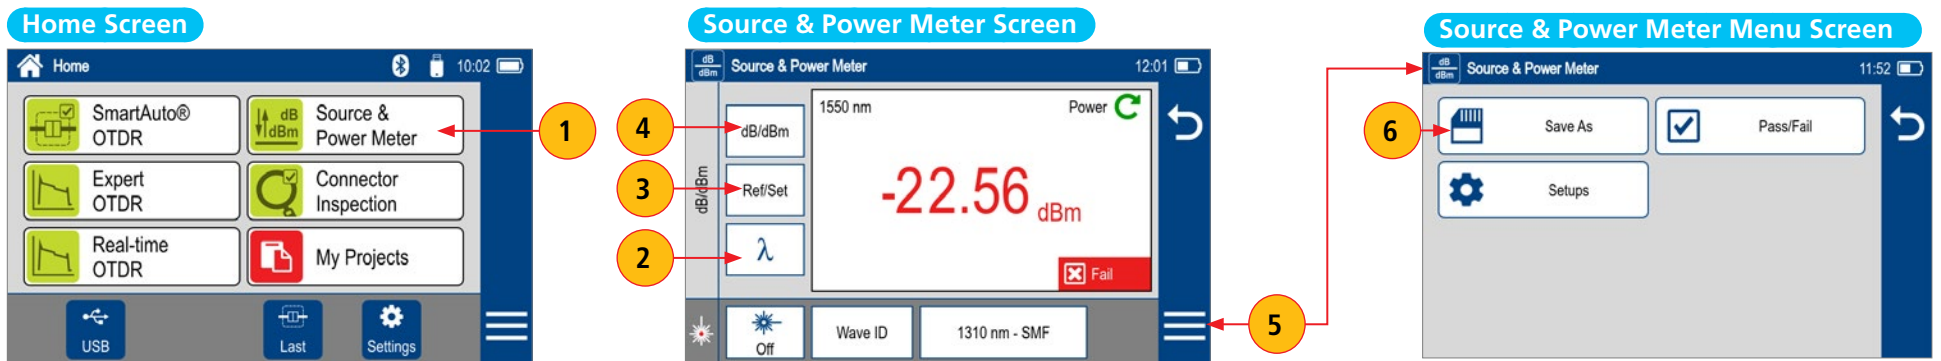 Home Screen
Home
10:02
SmartAuto®
OTDR
dB
dBm
Source &
Power Meter
Expert
OTDR
Connector
Inspection
Real-time
OTDR
My Projects
USB
Last
Settings
1
Source & Power Meter Screen
dB
dBm
Source & Power Meter
12:01
dB/dBm
dB/dBm
Ref/Set
λ
1550 nm
Power
-22.56 dBm
Fail
Off
Wave ID
1310 nm - SMF
4
3
2
5
Source & Power Meter Menu Screen
dB
dBm
Source & Power Meter
11:52
6
Save As
Pass/Fail
Setups